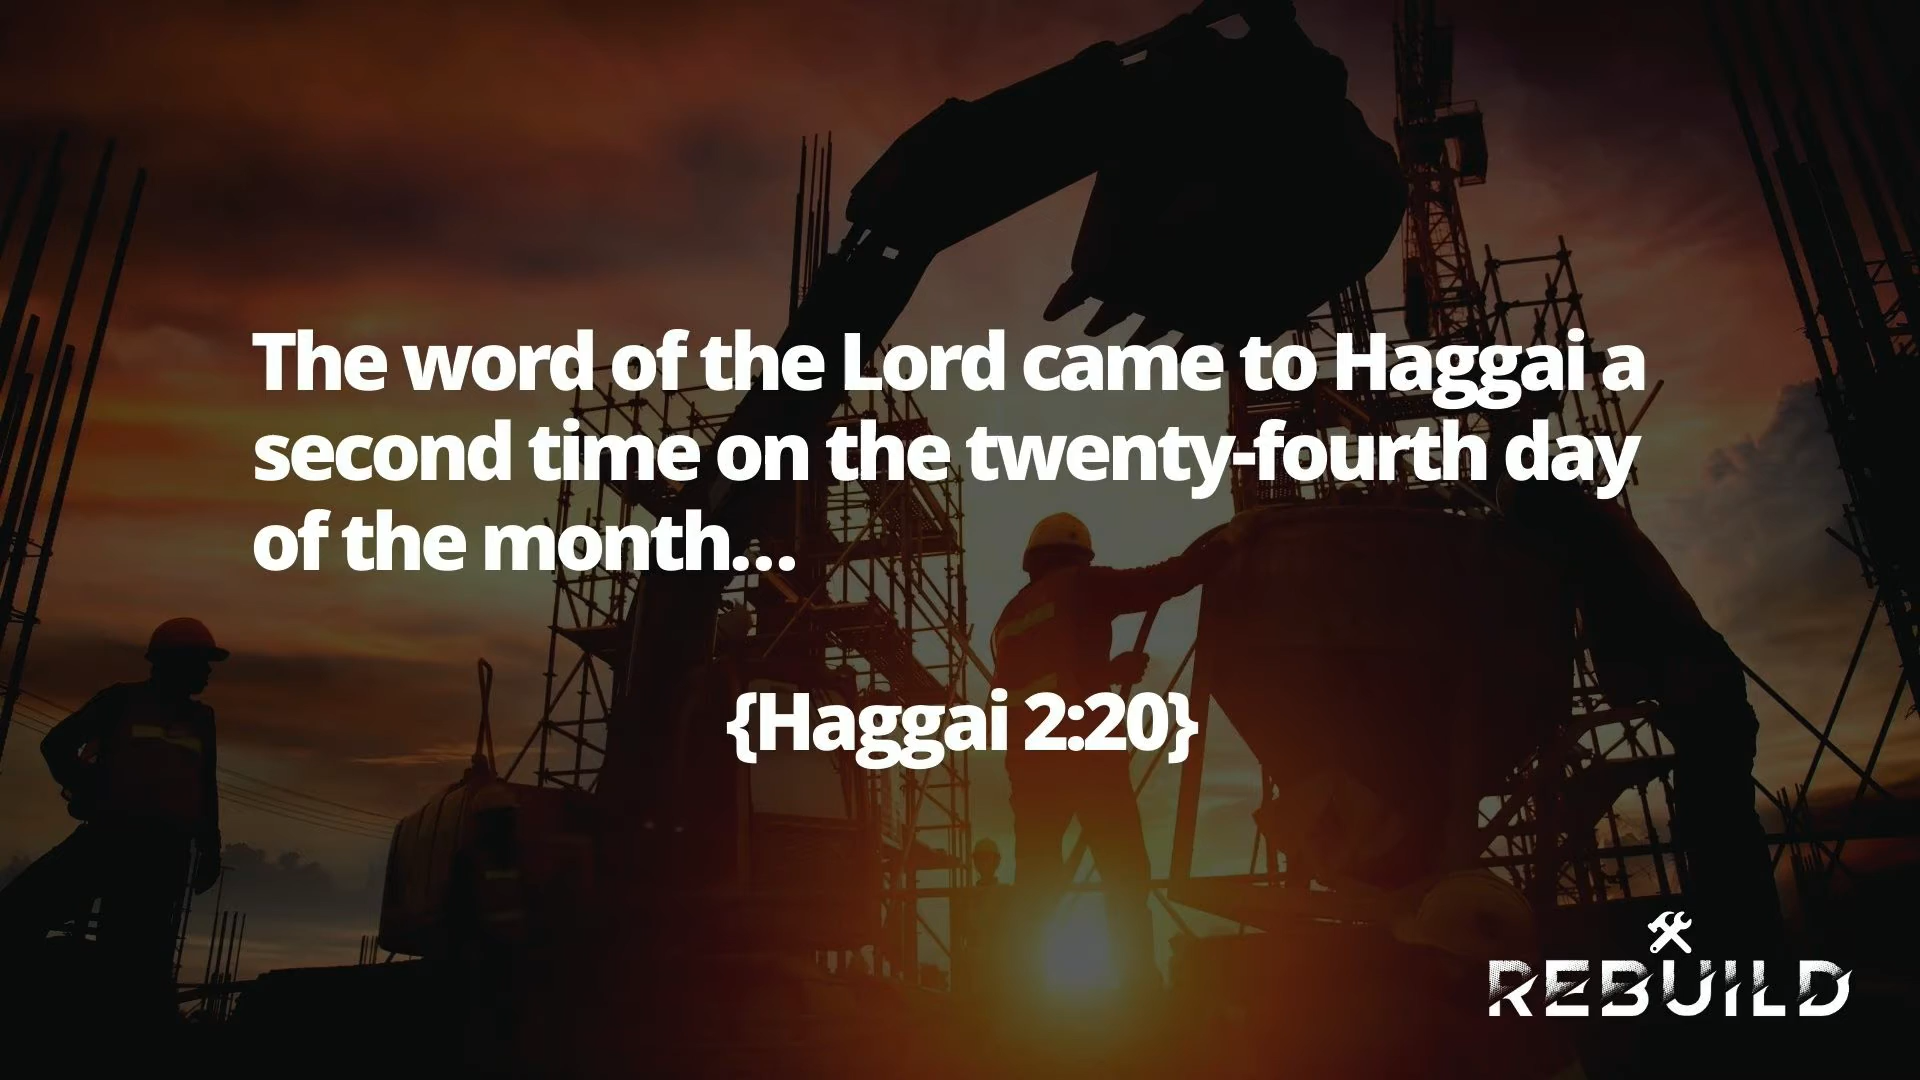 The word of the Lord came to Haggai a
second time on the twenty-fourth day
of the month…
{Haggai 2:20}
REBUILD